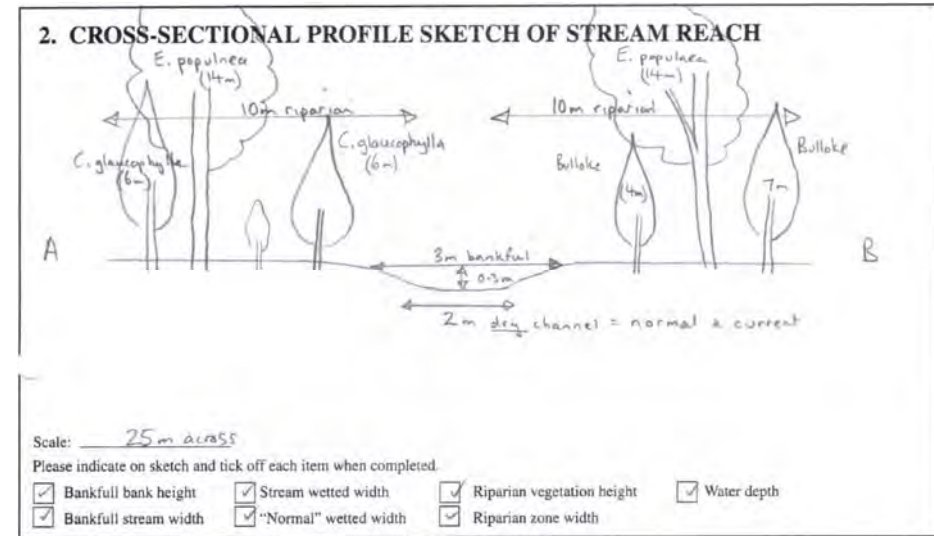 2. CROSS-SECTIONAL PROFILE SKETCH OF STREAM REACH
E. populnea
(14m)
E. populnea
(14m)
10m riparian
10m riparian
C. glaucophylla
(6m)
C. glaucophylla
(6m)
Bulloke
(4m)
Bulloke
7m
A
B
3m bankful
0.3m
2m dry channel = normal & current
Scale: 25m across
Please indicate on sketch and tick off each item when completed.
Bankfull bank height Stream wetted width Riparian vegetation height Water depth
Bankfull stream width "Normal" wetted width Riparian zone width